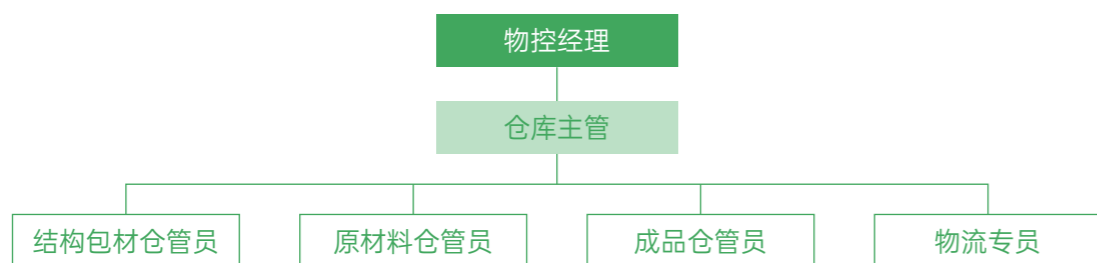 物控经理
仓库主管
结构包材仓管员
原材料仓管员
成品仓管员
物流专员